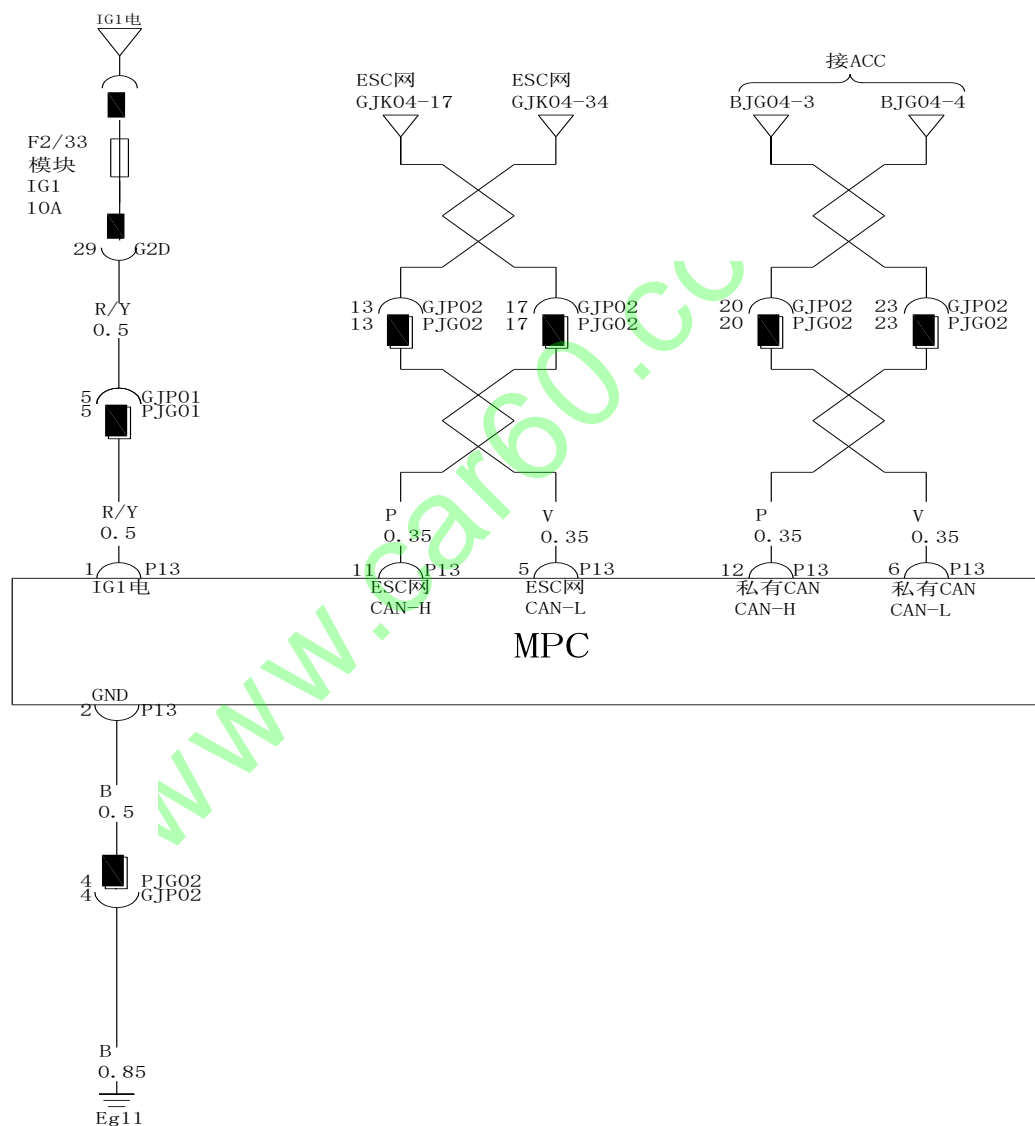 IG1电
F2/33
模块
IG1
10A
29 G2D
R/Y
0.5
5 GJP01
5 PJG01
R/Y
0.5
1 P13
IG1电
ESC网
GJK04-17
ESC网
GJK04-34
接ACC
BJG04-3
BJG04-4
13 GJP02
13 PJG02
17 GJP02
17 PJG02
20 GJP02
20 PJG02
23 GJP02
23 PJG02
P
0.35
V
0.35
P
0.35
V
0.35
11 P13
ESC网
CAN-H
5 P13
ESC网
CAN-L
12 P13
私有CAN
CAN-H
6 P13
私有CAN
CAN-L
MPC
GND
2 P13
B
0.5
4 PJG02
4 GJP02
B
0.85
Eg11
www.car60.co